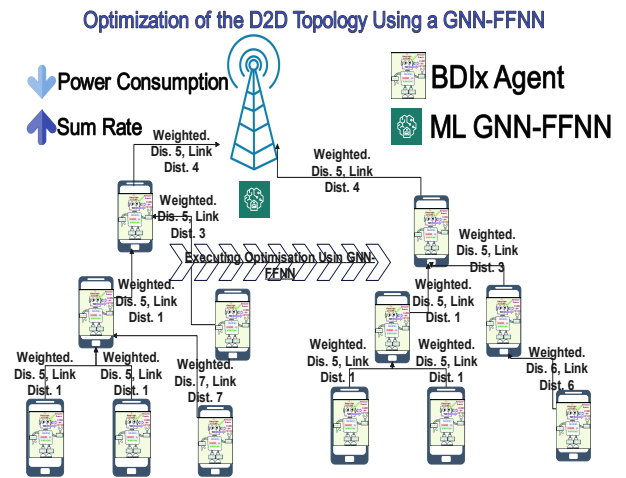 Optimization of the D2D Topology Using a GNN-FFNN
Power Consumption
Sum Rate
BDIx Agent
ML GNN-FFNN
Weighted.
Dis. 5, Link
Dist. 4
Weighted.
Dis. 5, Link
Dist. 4
Weighted.
Dis. 5, Link
Dist. 3
Weighted.
Dis. 5, Link
Dist. 3
Executing Optimisation Usin GNN-
FFNN
Weighted.
Dis. 5, Link
Dist. 1
Weighted.
Dis. 5, Link
Dist. 1
Weighted.
Dis. 5, Link
Dist. 1
Weighted.
Dis. 5, Link
Dist. 1
Weighted.
Dis. 7, Link
Dist. 7
Weighted.
Dis. 5, Link
Dist. 1
Weighted.
Dis. 5, Link
Dist. 1
Weighted.
Dis. 6, Link
Dist. 6